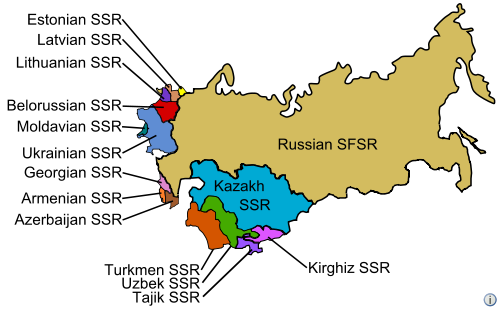 Estonian SSR
Latvian SSR
Lithuanian SSR
Belorussian SSR
Moldavian SSR
Ukrainian SSR
Georgian SSR
Armenian SSR
Azerbaijan SSR
Russian SFSR
Kazakh
SSR
Turkmen SSR
Uzbek SSR
Tajik SSR
Kirghiz SSR
i